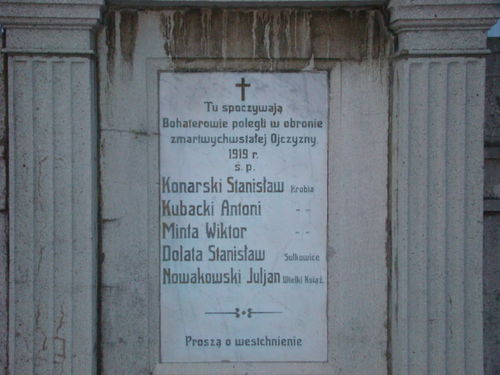 Tu spoczywają
Bohaterowie polegli w obronie
zmartwychwstałej Ojczyzny.
1919 r.
ś. p.
Konarski Stanisław Krobia
Kubacki Antoni - -
Minta Wiktor - -
Dolata Stanisław Sułkowice
Nowakowski Juljan Wielki Książ.
Proszą o westchnienie